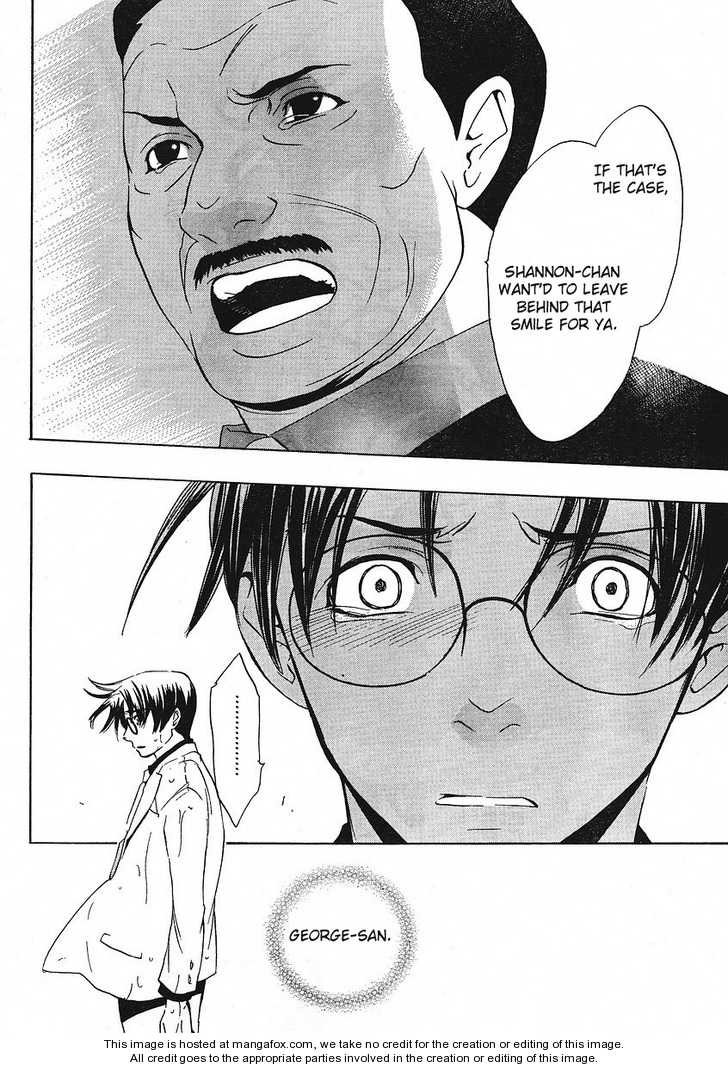 IF THAT'S
THE CASE,
SHANNON-CHAN
WANT'D TO LEAVE
BEHIND THAT
SMILE FOR YA.
..........
GEORGE-SAN.
This image is hosted at mangafox.com, we take no credit for the creation or editing of this image.
All credit goes to the appropriate parties involved in the creation or editing of this image.